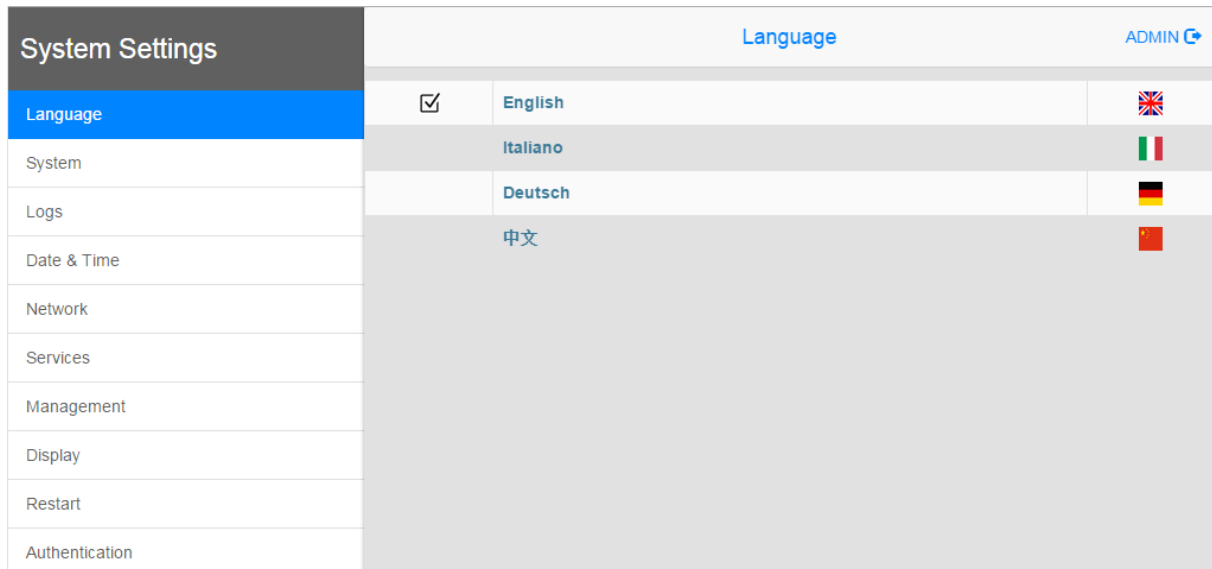 System Settings
Language
System
Logs
Date & Time
Network
Services
Management
Display
Restart
Authentication
Language
ADMIN
English
Italiano
Deutsch
中文